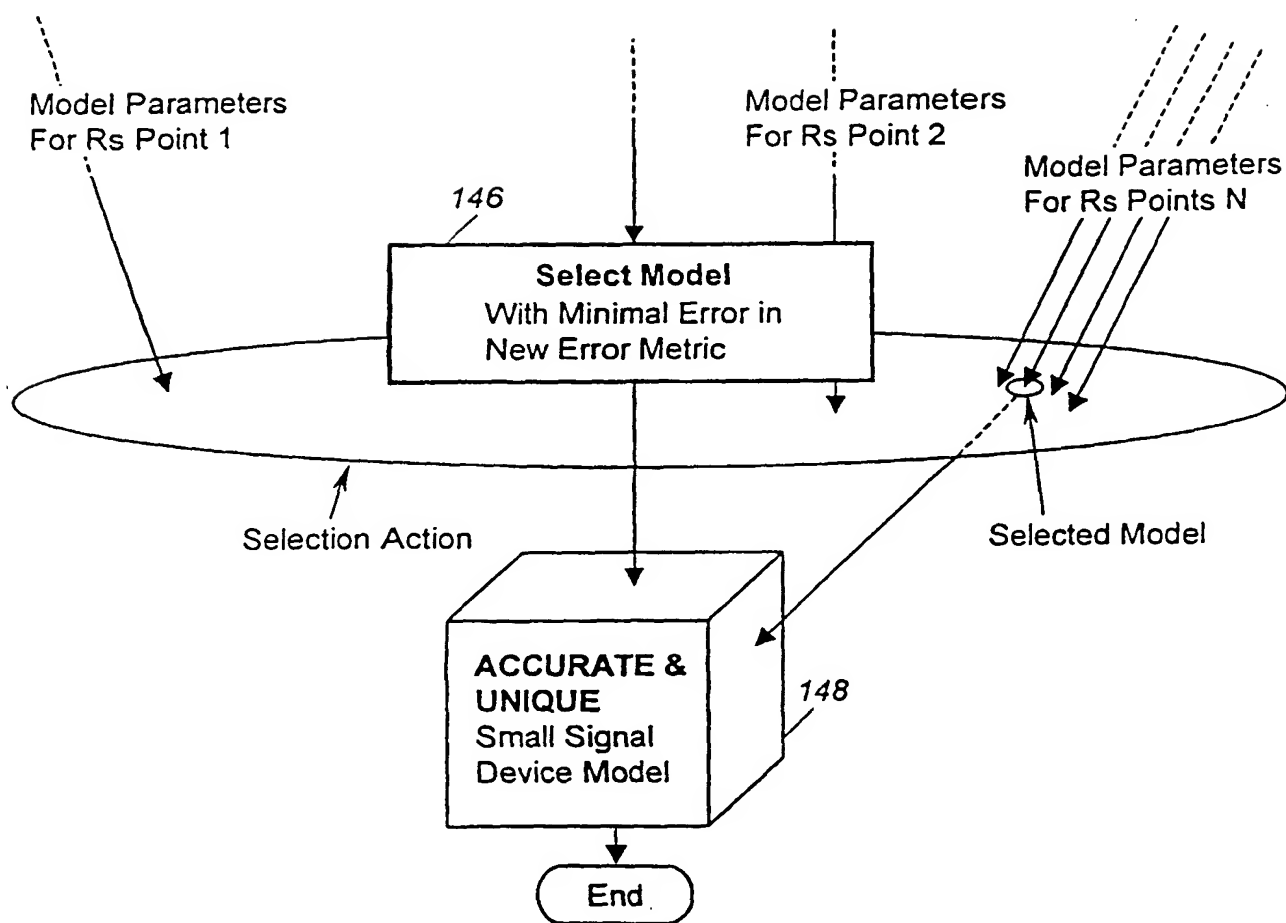 Model Parameters
For Rs Point 1
Model Parameters
For Rs Point 2
Model Parameters
For Rs Points N
146
Select Model
With Minimal Error in
New Error Metric
Selection Action
Selected Model
ACCURATE &
UNIQUE
Small Signal
Device Model
148
End